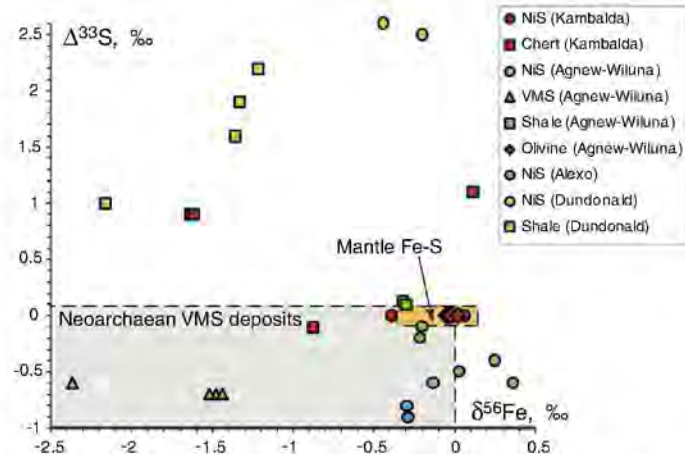 Δ³³S, ‰
2.5
2
1.5
1
0.5
0
-0.5
-1
-2.5
-2
-1.5
-1
-0.5
0
0.5
δ⁵⁶Fe, ‰
Mantle Fe-S
Neoarchaean VMS deposits
NiS (Kambalda)
Chert (Kambalda)
NiS (Agnew-Wiluna)
VMS (Agnew-Wiluna)
Shale (Agnew-Wiluna)
Olivine (Agnew-Wiluna)
NiS (Alexo)
NiS (Dundonald)
Shale (Dundonald)